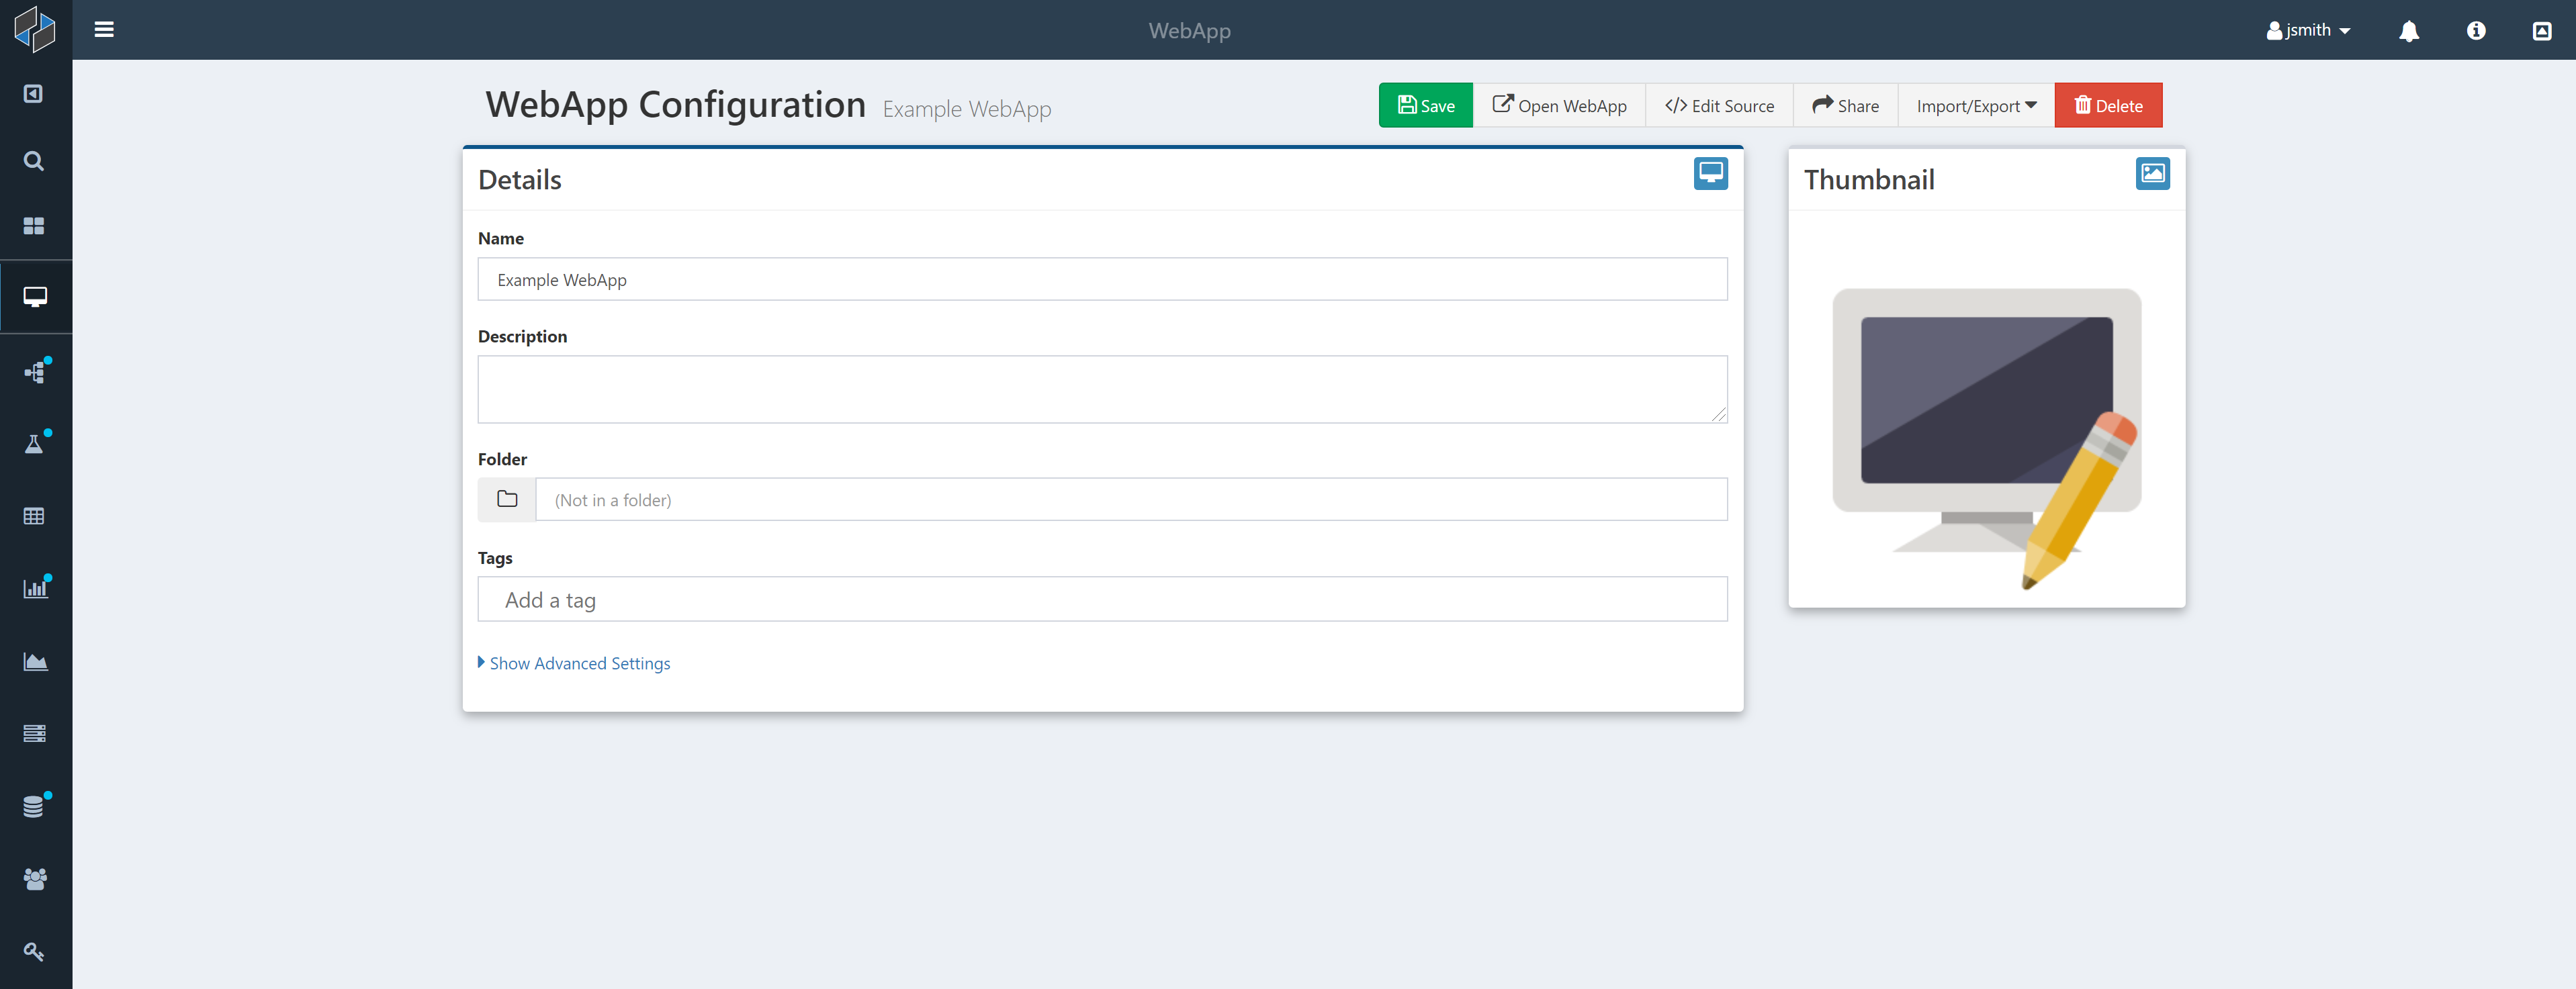 WebApp
jsmith
WebApp Configuration Example WebApp
Save Open WebApp </> Edit Source Share Import/Export Delete
Details
Thumbnail
Name
Example WebApp
Description
Folder
(Not in a folder)
Tags
Add a tag
Show Advanced Settings